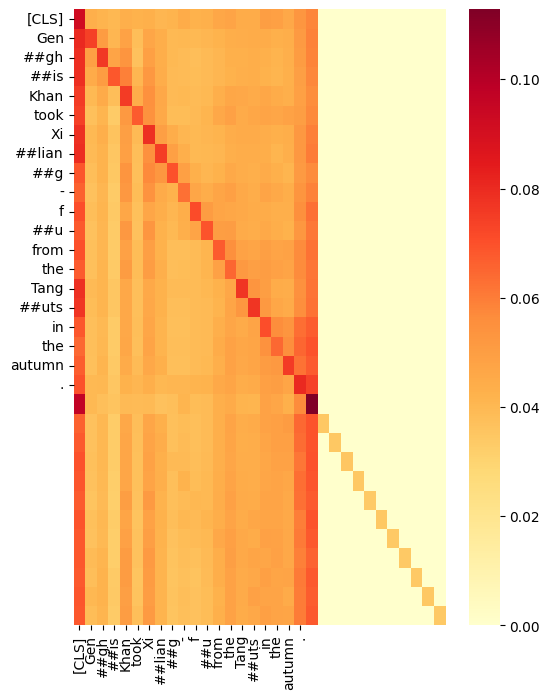 [CLS]
Gen
##gh
##is
Khan
took
Xi
##lian
##g
-
f
##u
from
the
Tang
##uts
in
the
autumn
.
[CLS]
Gen
##gh
##is
Khan
took
Xi
##lian
##g
-
f
##u
from
the
Tang
##uts
in
the
autumn
.
0.10
0.08
0.06
0.04
0.02
0.00